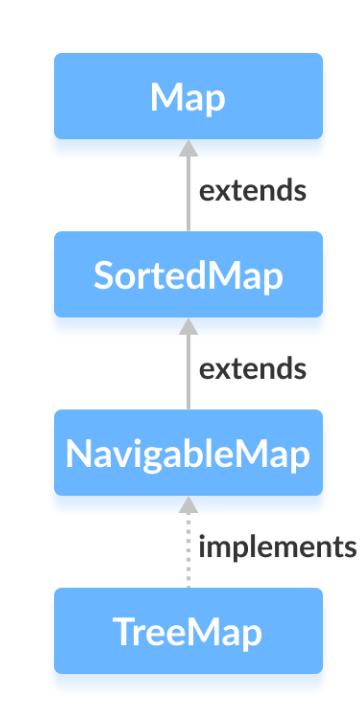 Map
extends
SortedMap
extends
NavigableMap
implements
TreeMap